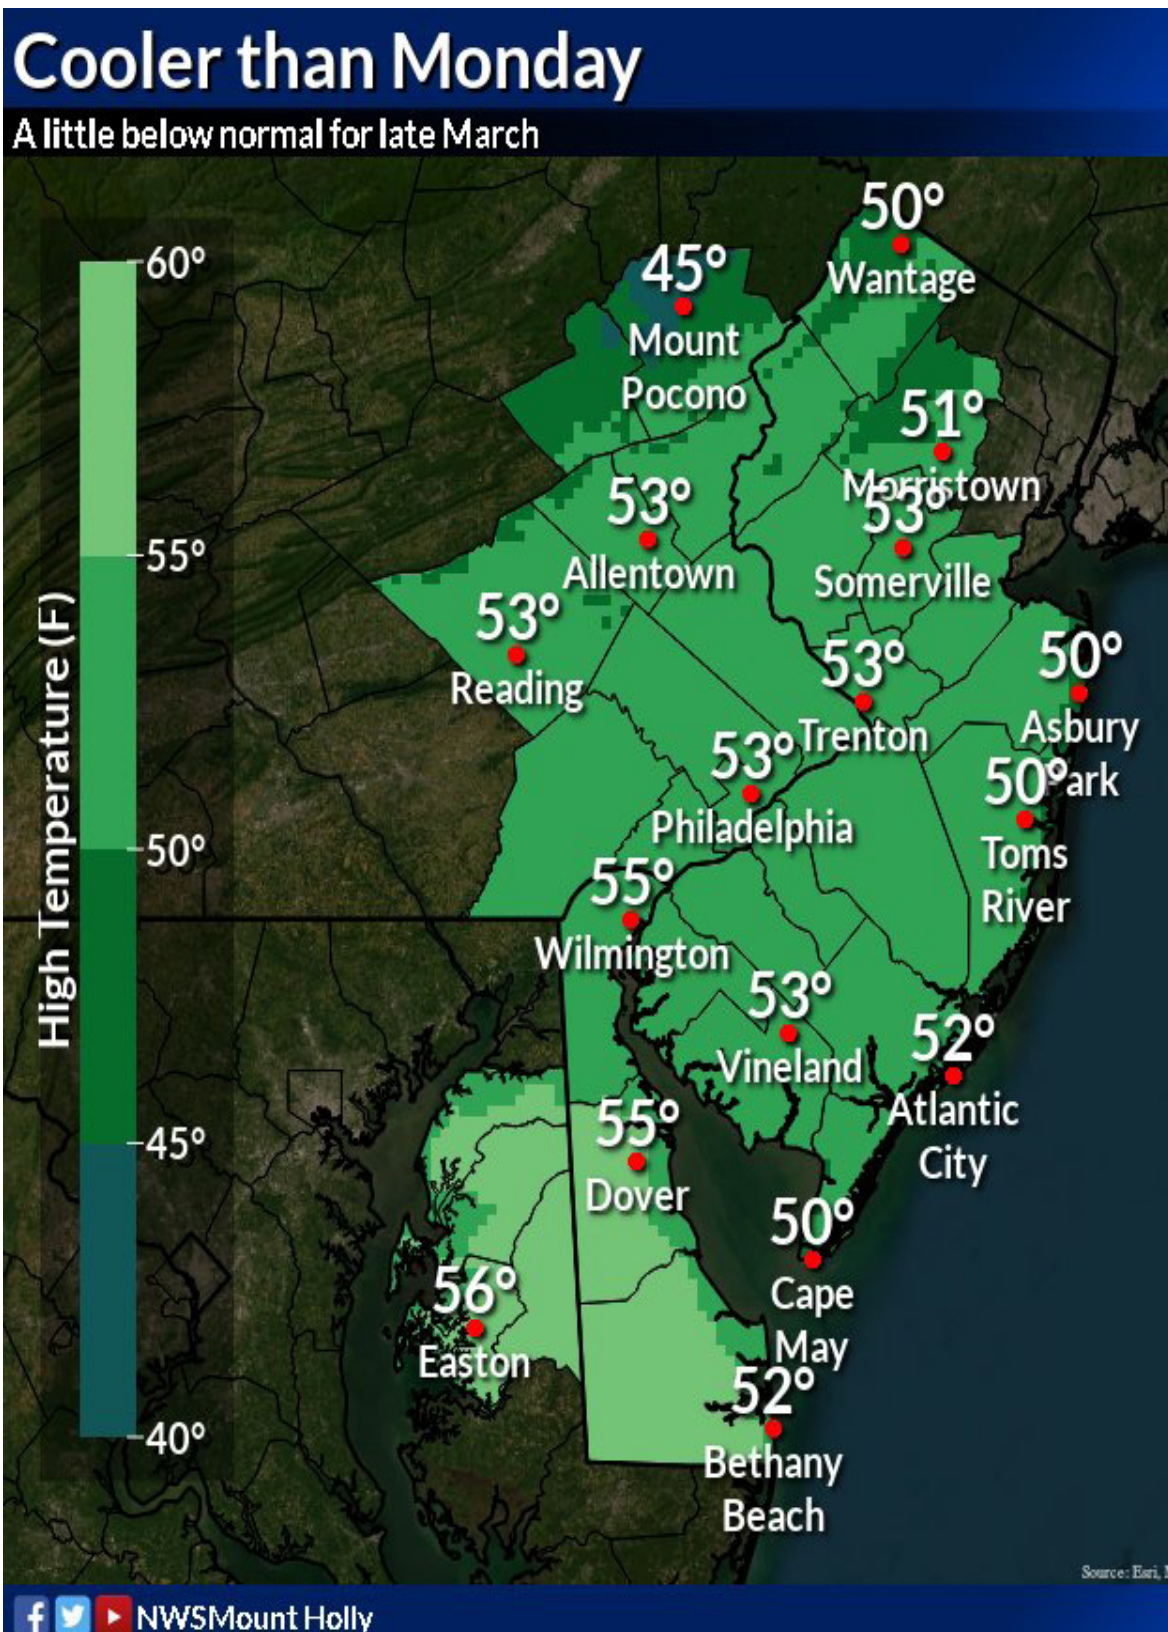 Cooler than Monday
A little below normal for late March
High Temperature (F)
60°
55°
50°
45°
40°
50°
Wantage
45°
Mount
Pocono
51°
Morristown
53°
Allentown
53°
Somerville
53°
Reading
53°
Trenton
50°
Asbury
Park
53°
Philadelphia
50°
Toms
River
55°
Wilmington
53°
Vineland
52°
Atlantic
City
55°
Dover
50°
Cape
May
56°
Easton
52°
Bethany
Beach
Source: Esri,
NWSMount Holly